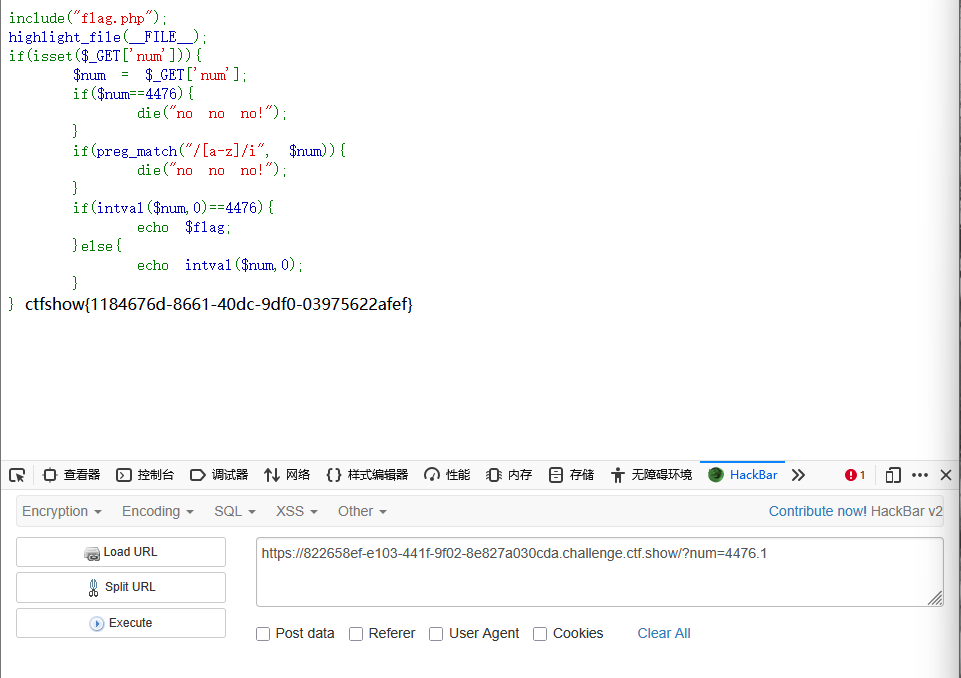 include("flag.php");
highlight_file(__FILE__);
if(isset($_GET['num'])){
$num = $_GET['num'];
if($num==4476){
die("no no no!");
}
if(preg_match("/[a-z]/i", $num)){
die("no no no!");
}
if(intval($num,0)==4476){
echo $flag;
}else{
echo intval($num,0);
}
} ctfshow{1184676d-8661-40dc-9df0-03975622afef}
查看器 控制台 调试器 网络 {} 样式编辑器 性能 内存 存储 无障碍环境 HackBar 1
Encryption Encoding SQL XSS Other Contribute now! HackBar v2
Load URL https://822658ef-e103-441f-9f02-8e827a030cda.challenge.ctf.show/?num=4476.1
Split URL
Execute
Post data Referer User Agent Cookies Clear All